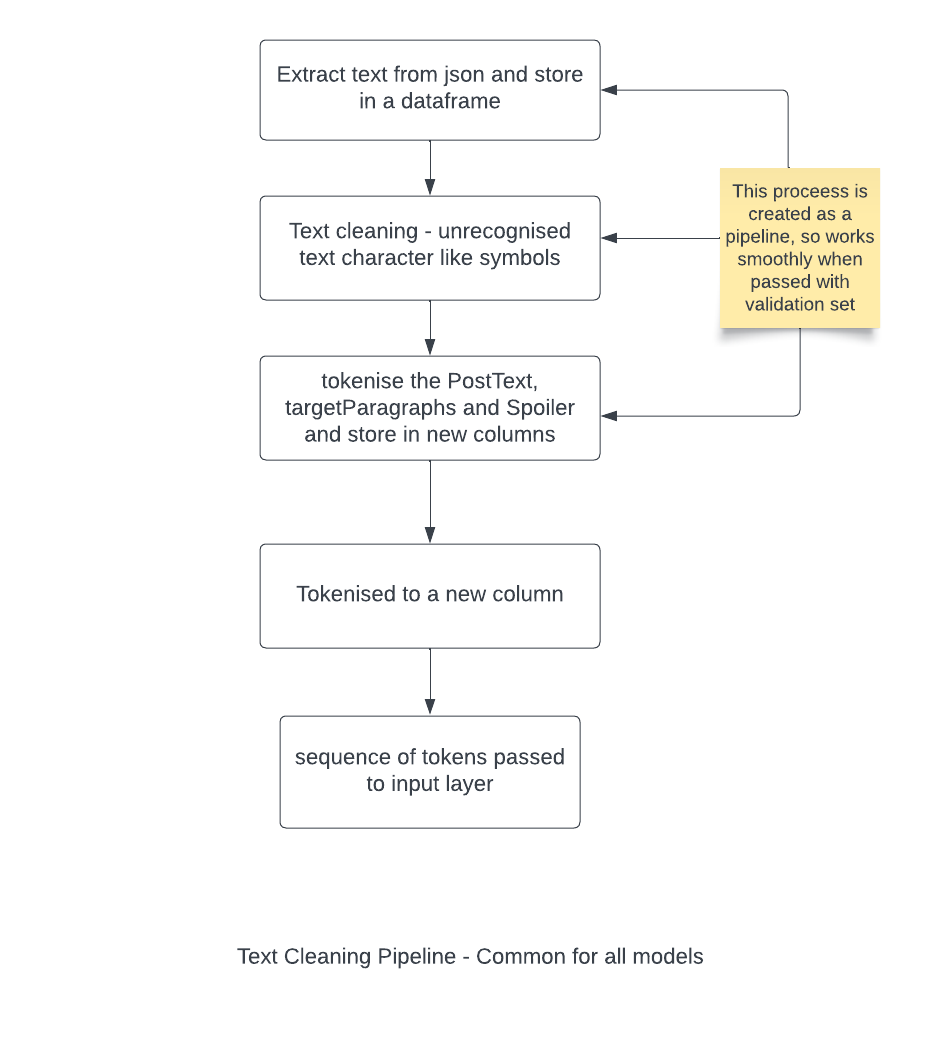 Extract text from json and store
in a dataframe
Text cleaning - unrecognised
text character like symbols
This proceess is
created as a
pipeline, so works
smoothly when
passed with
validation set
tokenise the PostText,
targetParagraphs and Spoiler
and store in new columns
Tokenised to a new column
sequence of tokens passed
to input layer
Text Cleaning Pipeline - Common for all models